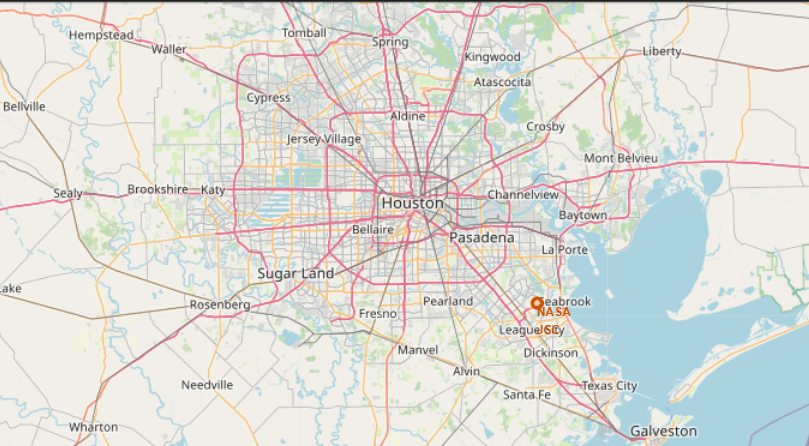 Tomball
Hempstead
Spring
Waller
Liberty
Kingwood
Atascocita
Cypress
Bellville
Aldine
Crosby
Jersey Village
Mont Belvieu
Sealy
Brookshire
Katy
Channelview
Houston
Baytown
Bellaire
Pasadena
La Porte
Sugar Land
Lake
Rosenberg
Pearland
eabrook
NASA
JSC
Fresno
League City
Manvel
Dickinson
Alvin
Needville
Texas City
Santa Fe
Wharton
Galveston